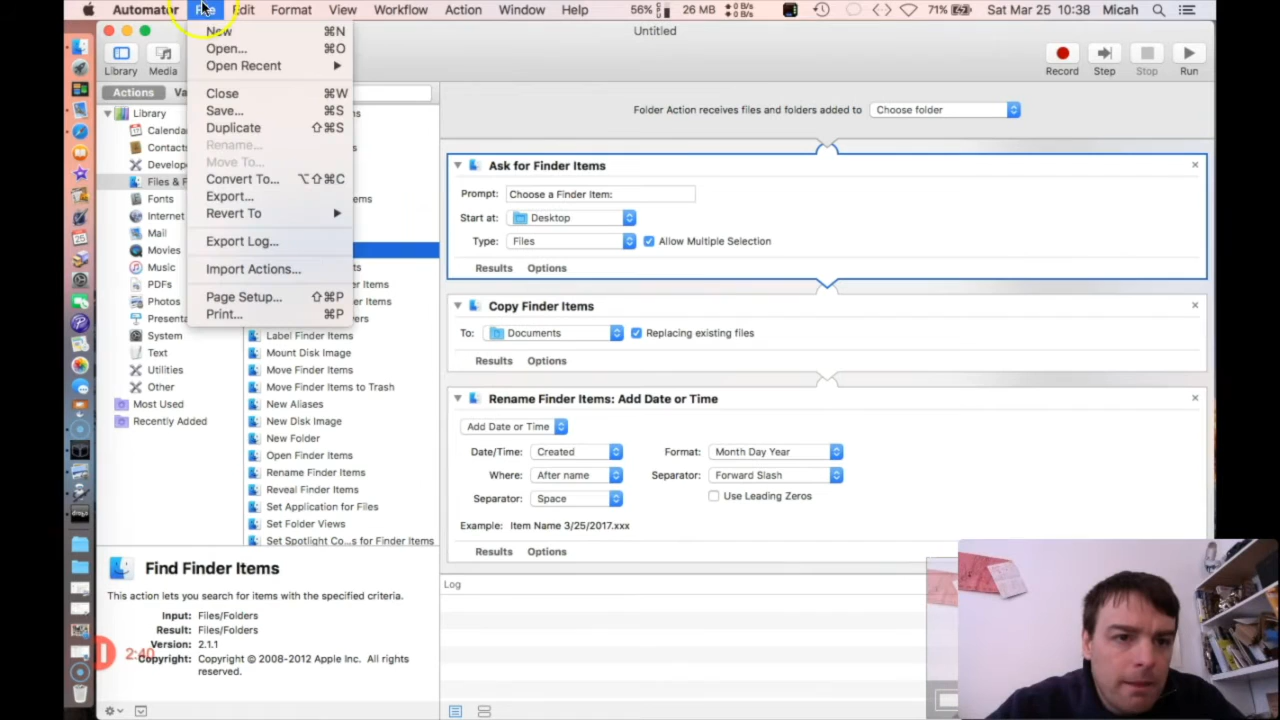 Automator File Edit Format View Workflow Action Window Help 56% 26 MB 0 B/s 0 B/s 71% Sat Mar 25 10:38 Micah
Untitled
Library Media Record Step Stop Run
New ⌘N
Open... ⌘O
Open Recent
Close ⌘W
Save... ⌘S
Duplicate ⇧⌘S
Rename...
Move To...
Convert To... ⌥⇧⌘C
Export...
Revert To
Export Log...
Import Actions...
Page Setup... ⇧⌘P
Print... ⌘P
Actions Va
Library
Calenda
Contacts
Develop
Files & F
Fonts
Internet
Mail
Movies
Music
PDFs
Photos
Presenta
System
Text
Utilities
Other
Most Used
Recently Added
Label Finder Items
Mount Disk Image
Move Finder Items
Move Finder Items to Trash
New Aliases
New Disk Image
New Folder
Open Finder Items
Rename Finder Items
Reveal Finder Items
Set Application for Files
Set Folder Views
Set Spotlight Co...s for Finder Items
Folder Action receives files and folders added to Choose folder
Ask for Finder Items
Prompt: Choose a Finder Item:
Start at: Desktop
Type: Files Allow Multiple Selection
Results Options
Copy Finder Items
To: Documents Replacing existing files
Results Options
Rename Finder Items: Add Date or Time
Add Date or Time
Date/Time: Created Format: Month Day Year
Where: After name Separator: Forward Slash
Separator: Space Use Leading Zeros
Example: Item Name 3/25/2017.xxx
Results Options
Log
Find Finder Items
This action lets you search for items with the specified criteria.
Input: Files/Folders
Result: Files/Folders
Version: 2.1.1
Copyright: Copyright © 2008-2012 Apple Inc. All rights
reserved.
2:40